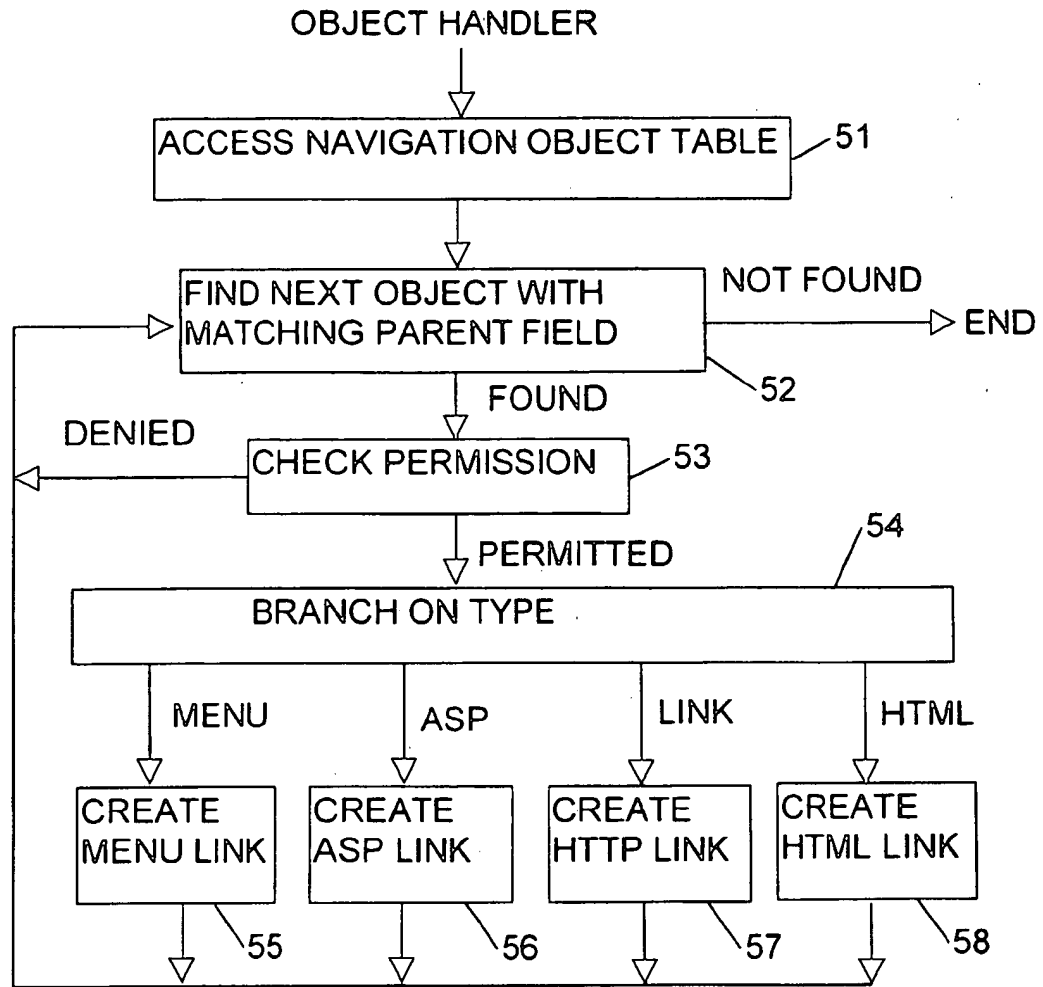 OBJECT HANDLER
ACCESS NAVIGATION OBJECT TABLE
51
FIND NEXT OBJECT WITH
MATCHING PARENT FIELD
NOT FOUND
END
52
FOUND
DENIED
CHECK PERMISSION
53
PERMITTED
54
BRANCH ON TYPE
MENU
ASP
LINK
HTML
CREATE
MENU LINK
CREATE
ASP LINK
CREATE
HTTP LINK
CREATE
HTML LINK
55
56
57
58